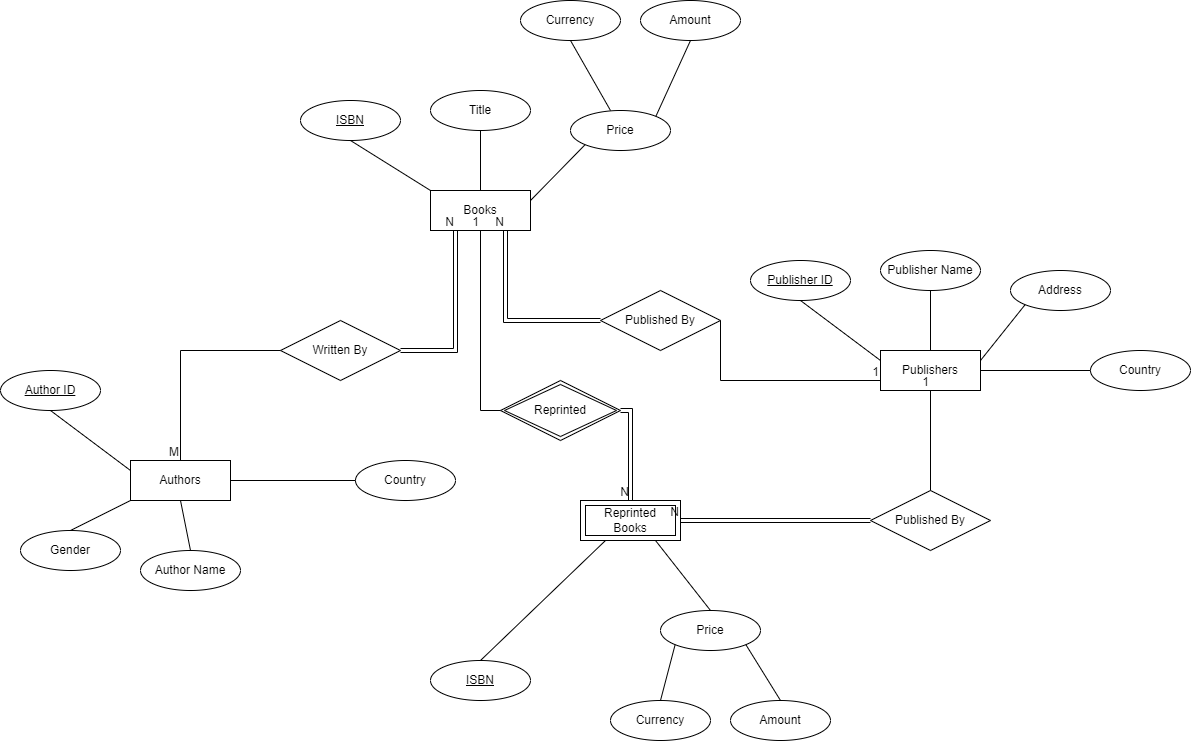 Currency
Amount
ISBN
Title
Price
Books
N 1 N
Publisher ID
Publisher Name
Address
Published By
Written By
Publishers
1
1
Country
Author ID
Reprinted
M
Authors
Country
N
Reprinted
Books
N
Published By
Gender
Author Name
Price
ISBN
Currency
Amount